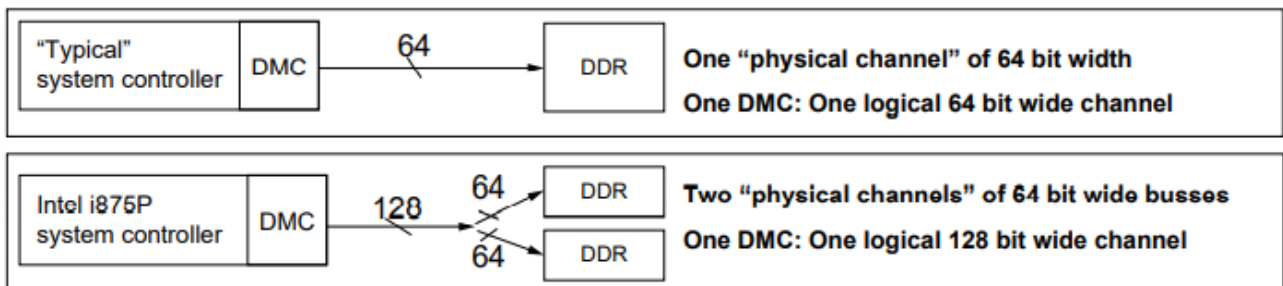 “Typical”
system controller
DMC
64
DDR
One “physical channel” of 64 bit width
One DMC: One logical 64 bit wide channel
Intel i875P
system controller
DMC
128
64
64
DDR
DDR
Two “physical channels” of 64 bit wide busses
One DMC: One logical 128 bit wide channel